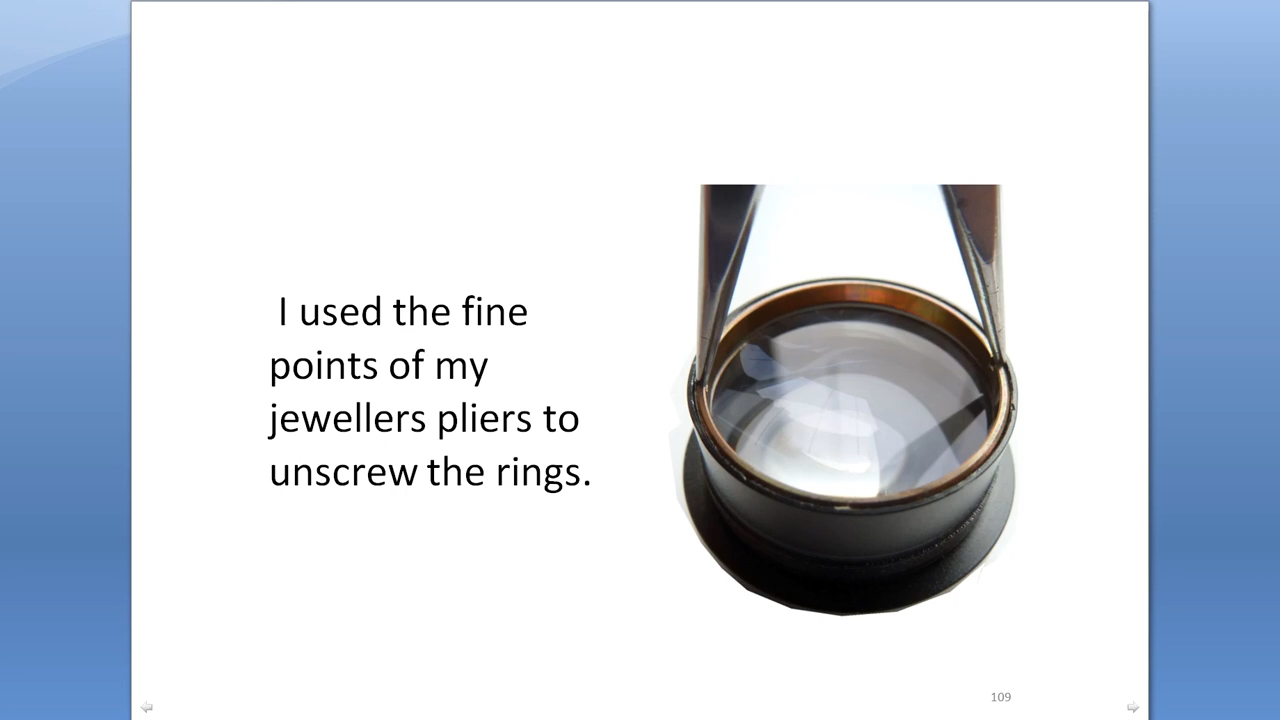 I used the fine
points of my
jewellers pliers to
unscrew the rings.
109